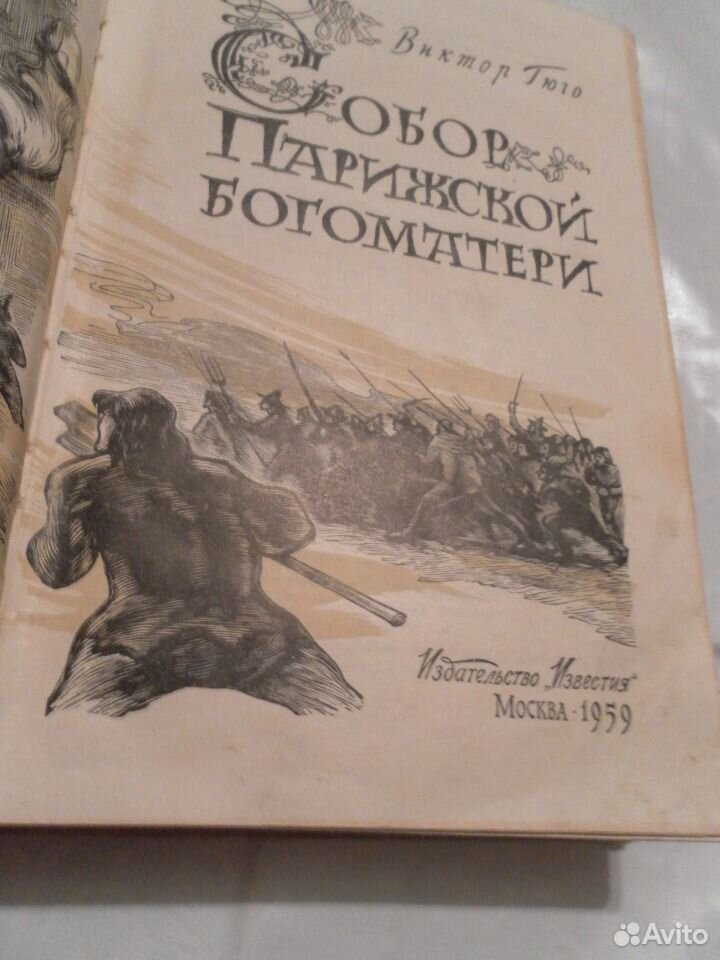 Виктор Гюго
СОБОР
ПАРИЖСКОЙ
БОГОМАТЕРИ
Издательство „Известия“
МОСКВА - 1959
Avito